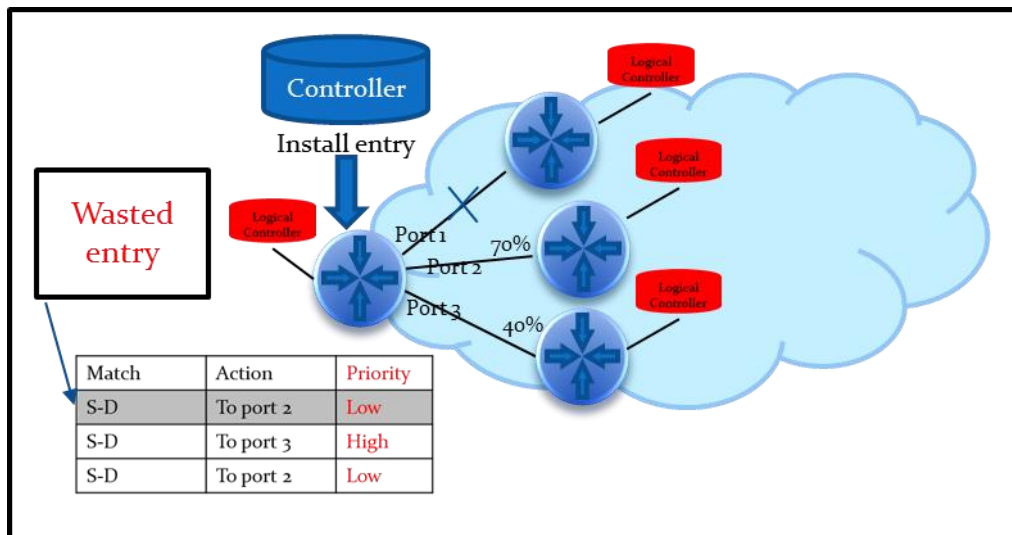 Logical
Controller
Controller
Install entry
Logical
Controller
Wasted
entry
Logical
Controller
Port 1
70%
Port 2
Port 3
40%
Logical
Controller
Match Action Priority
S-D To port 2 Low
S-D To port 3 High
S-D To port 2 Low